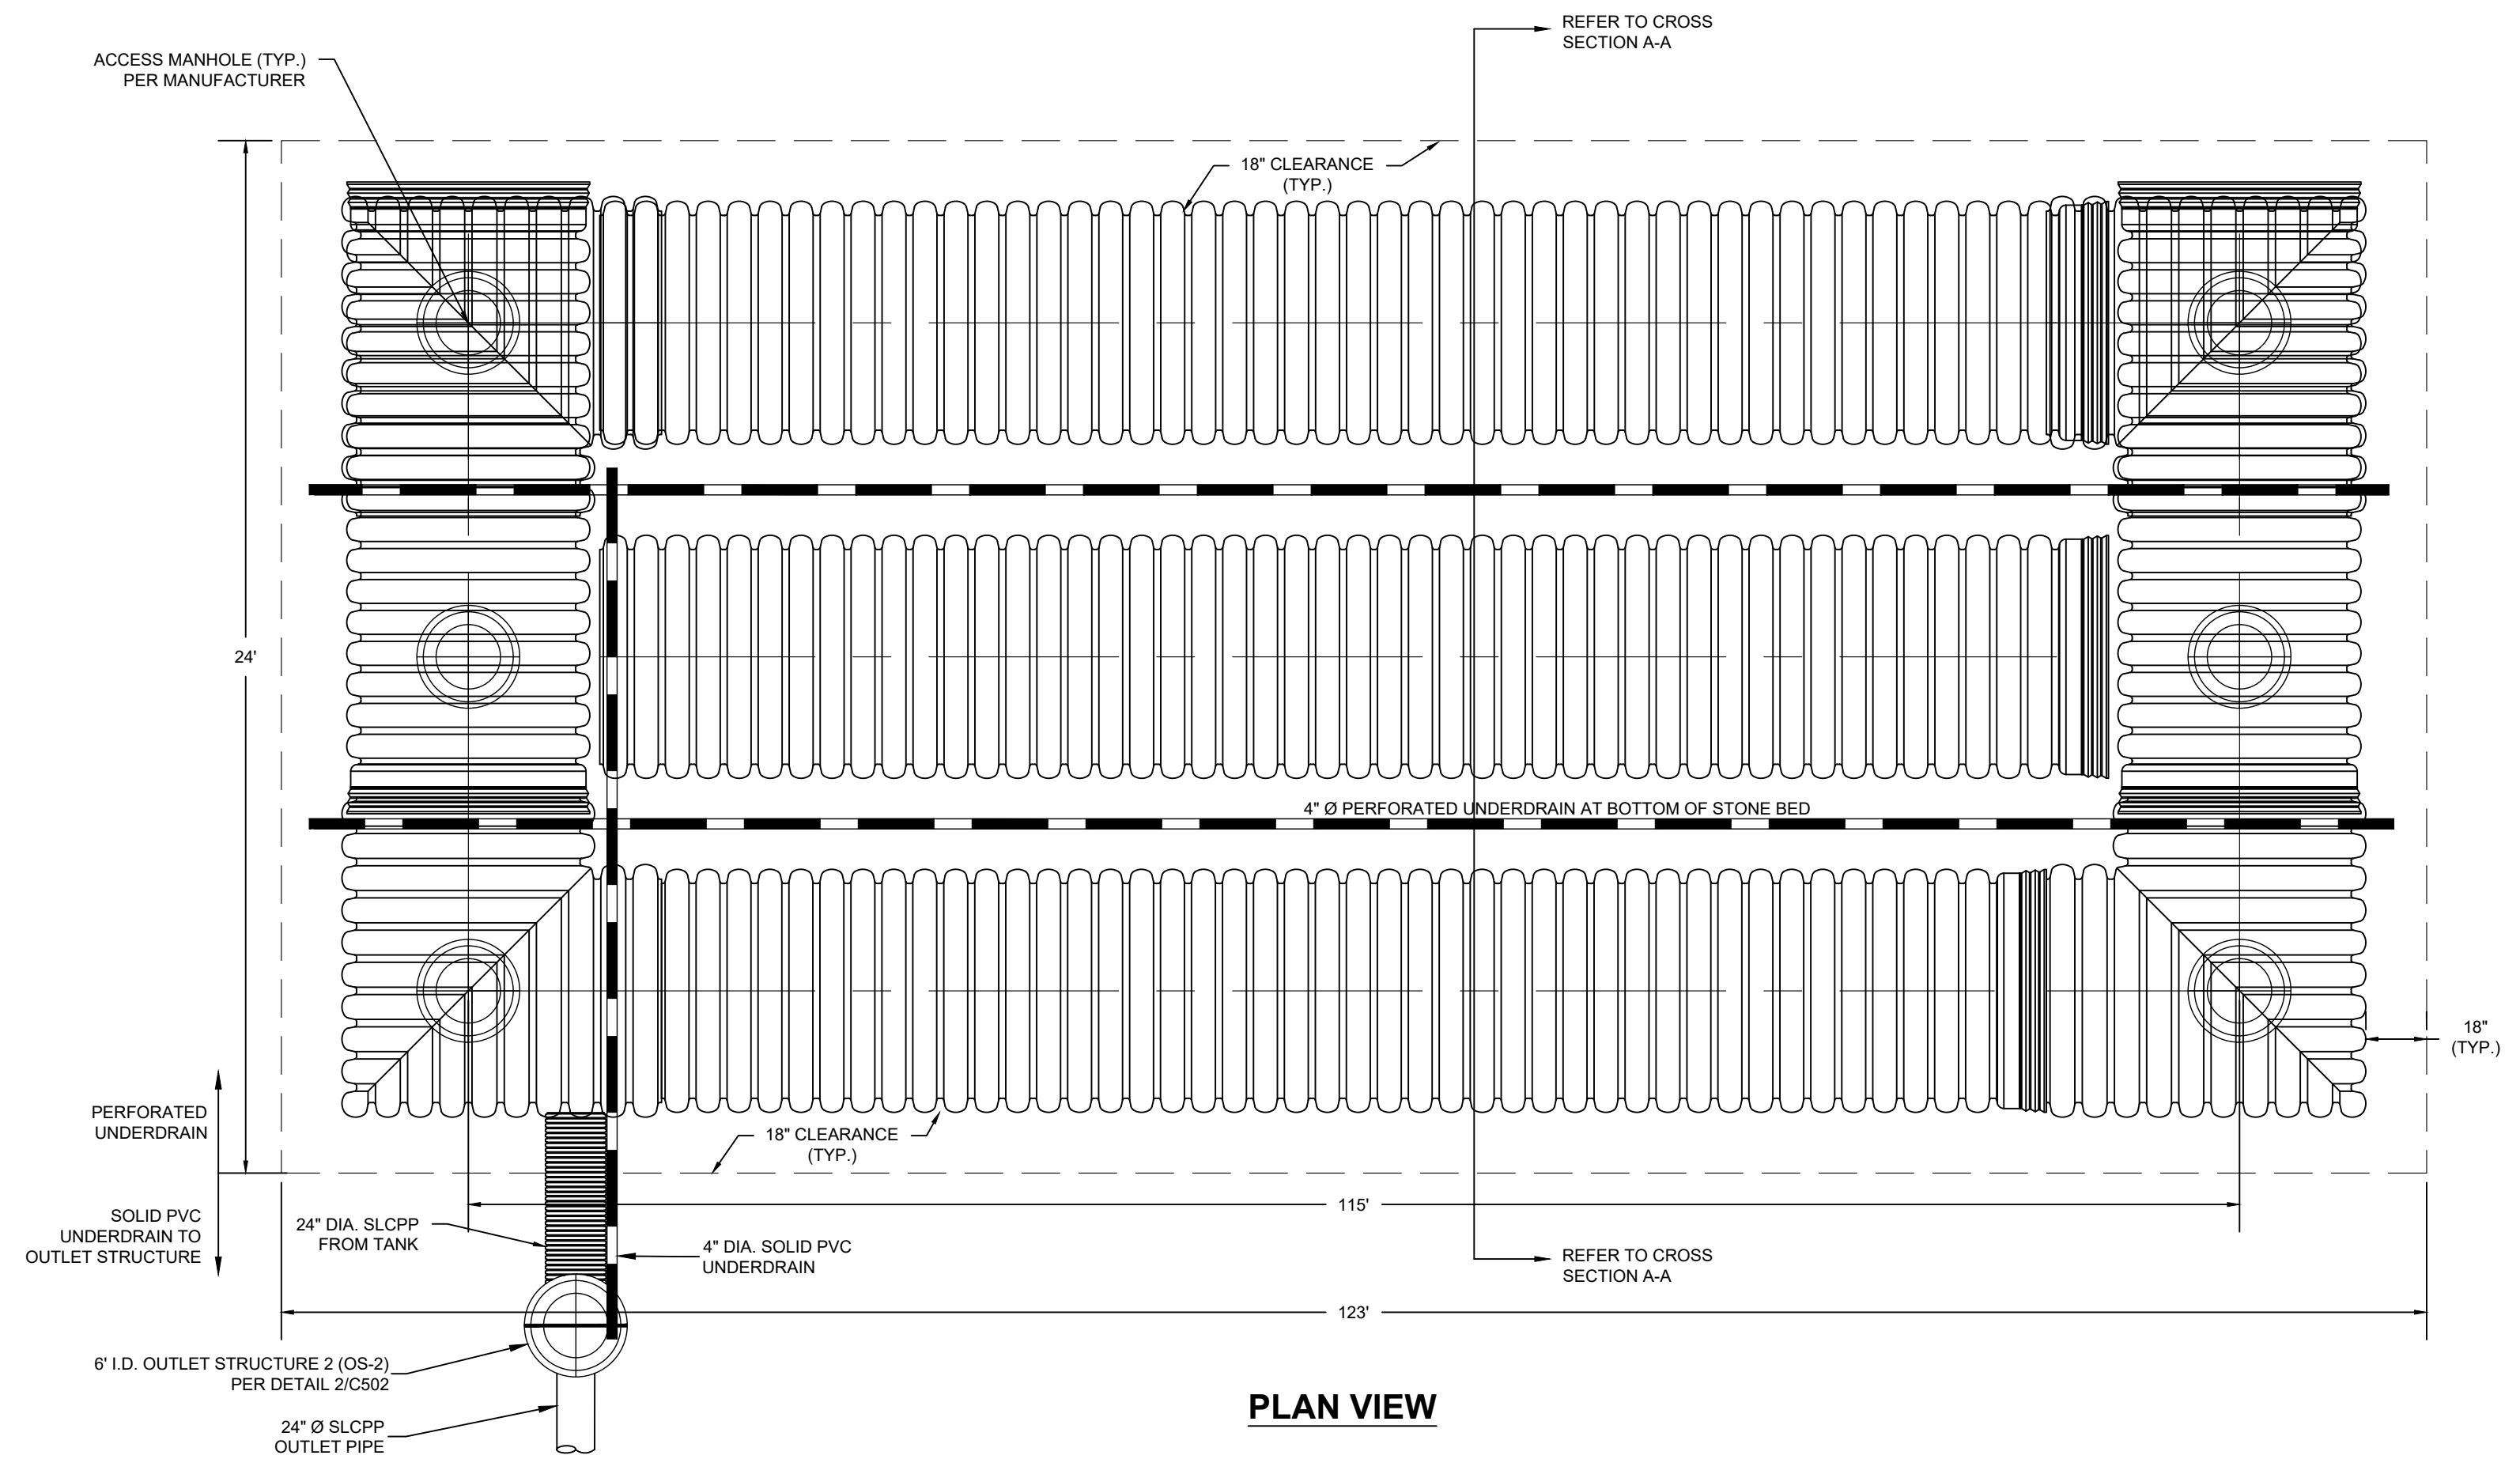 REFER TO CROSS
SECTION A-A
ACCESS MANHOLE (TYP.)
PER MANUFACTURER
18" CLEARANCE
(TYP.)
24'
4" Ø PERFORATED UNDERDRAIN AT BOTTOM OF STONE BED
18"
(TYP.)
PERFORATED
UNDERDRAIN
18" CLEARANCE
(TYP.)
SOLID PVC
UNDERDRAIN TO
OUTLET STRUCTURE
24" DIA. SLCPP
FROM TANK
4" DIA. SOLID PVC
UNDERDRAIN
115'
REFER TO CROSS
SECTION A-A
123'
6' I.D. OUTLET STRUCTURE 2 (OS-2)
PER DETAIL 2/C502
24" Ø SLCPP
OUTLET PIPE
PLAN VIEW